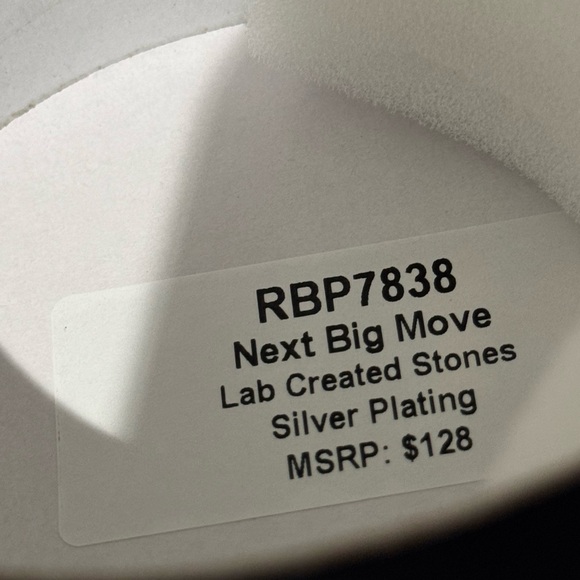 RBP7838
Next Big Move
Lab Created Stones
Silver Plating
MSRP: $128